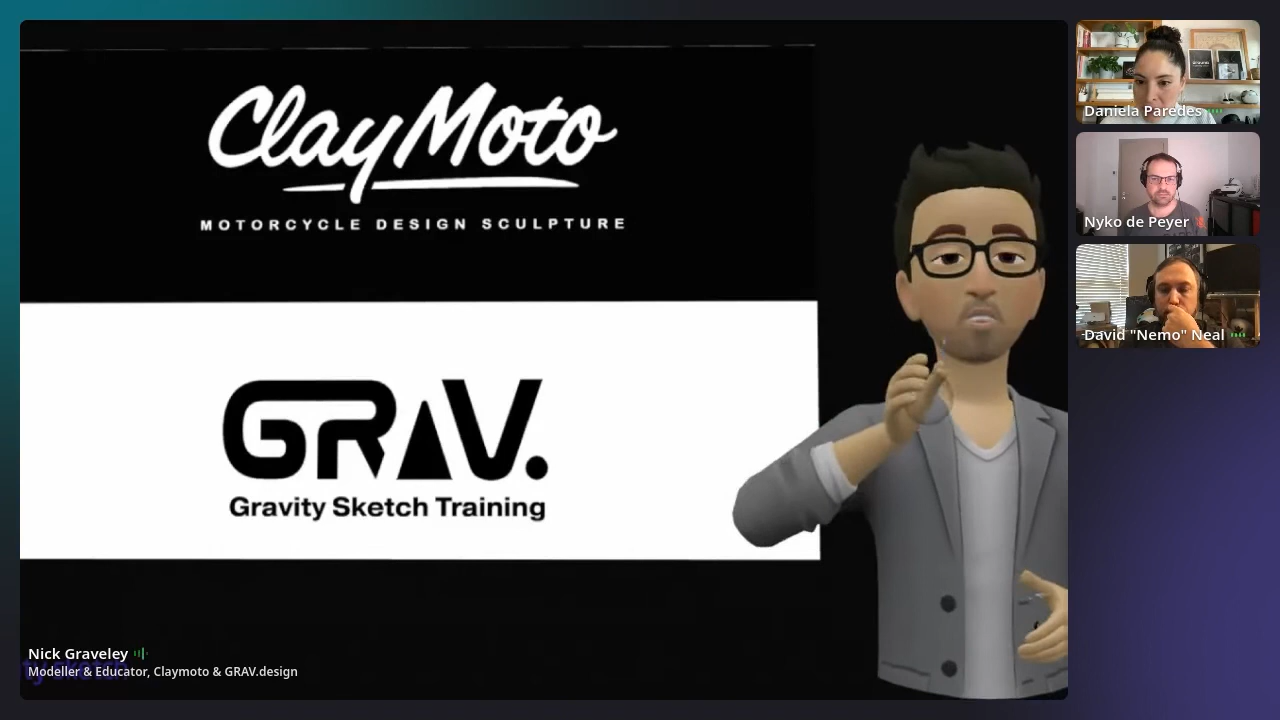 ClayMoto
MOTORCYCLE DESIGN SCULPTURE
GRAV.
Gravity Sketch Training
Nick Graveley
Modeller & Educator, Claymoto & GRAV.design
Daniela Paredes
Nyko de Peyer
David "Nemo" Neal